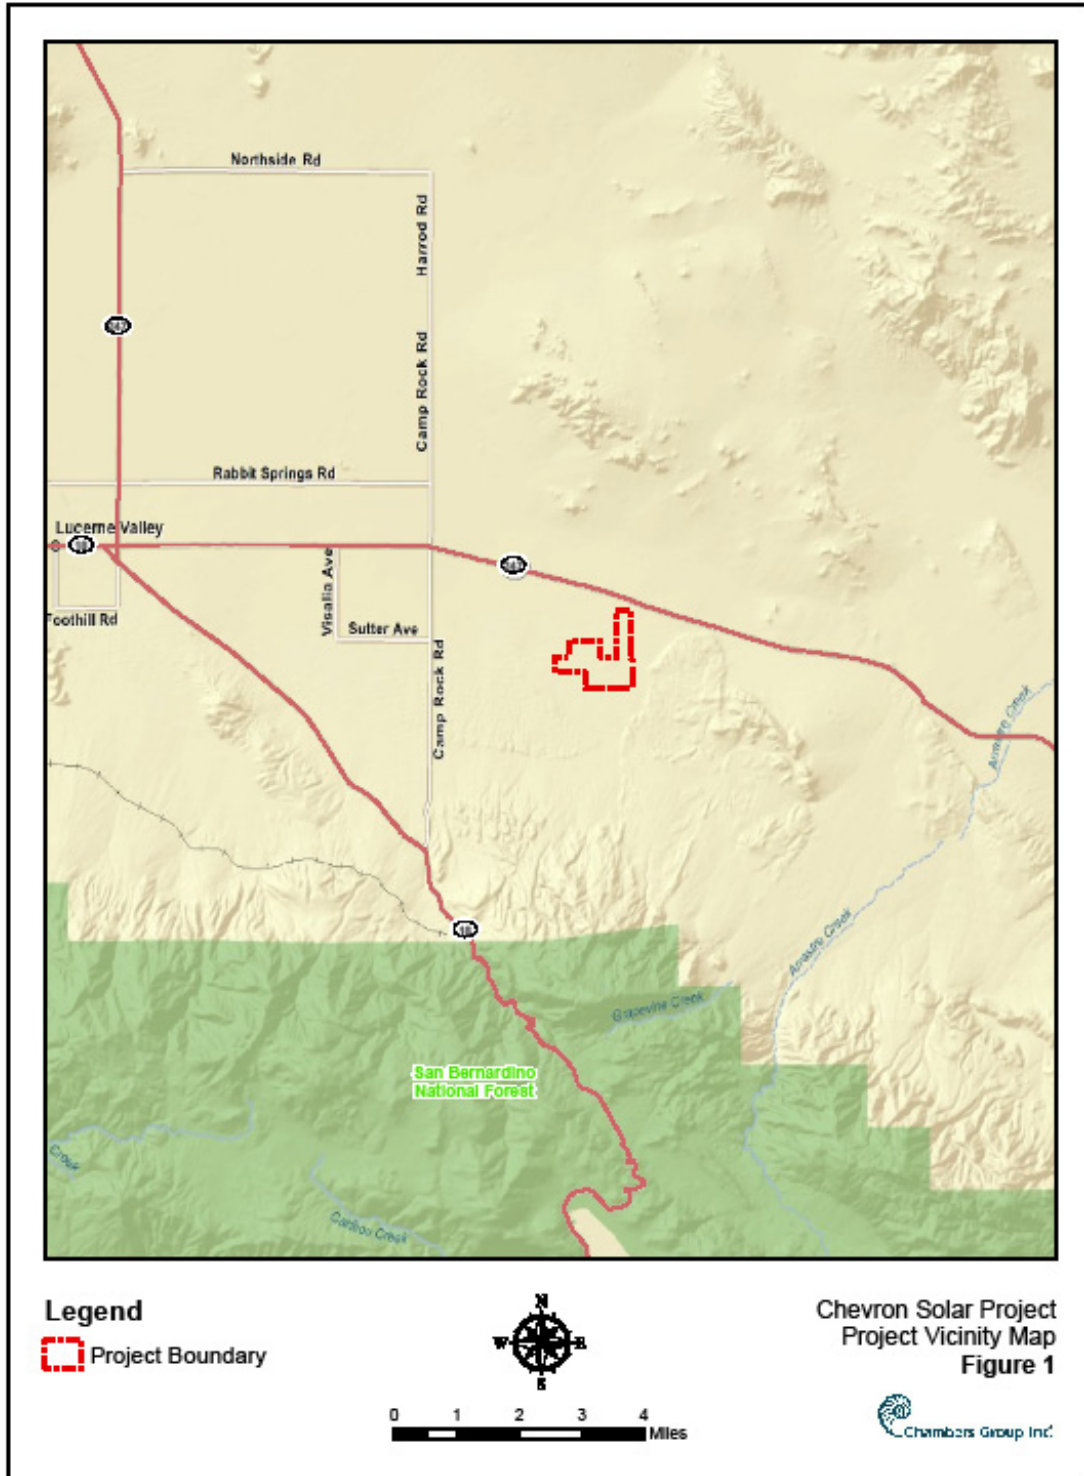 Northside Rd
Harrod Rd
Camp Rock Rd
Rabbit Springs Rd
Lucerne Valley
Visalia Ave
Foothill Rd
Sutter Ave
Camp Rock Rd
Arrastre Creek
Arrastre Creek
Grapevine Creek
San Bernardino
National Forest
Creek
Caribou Creek
Legend
Project Boundary
N
W
E
S
0 1 2 3 4
Miles
Chevron Solar Project
Project Vicinity Map
Figure 1
Chambers Group Inc.